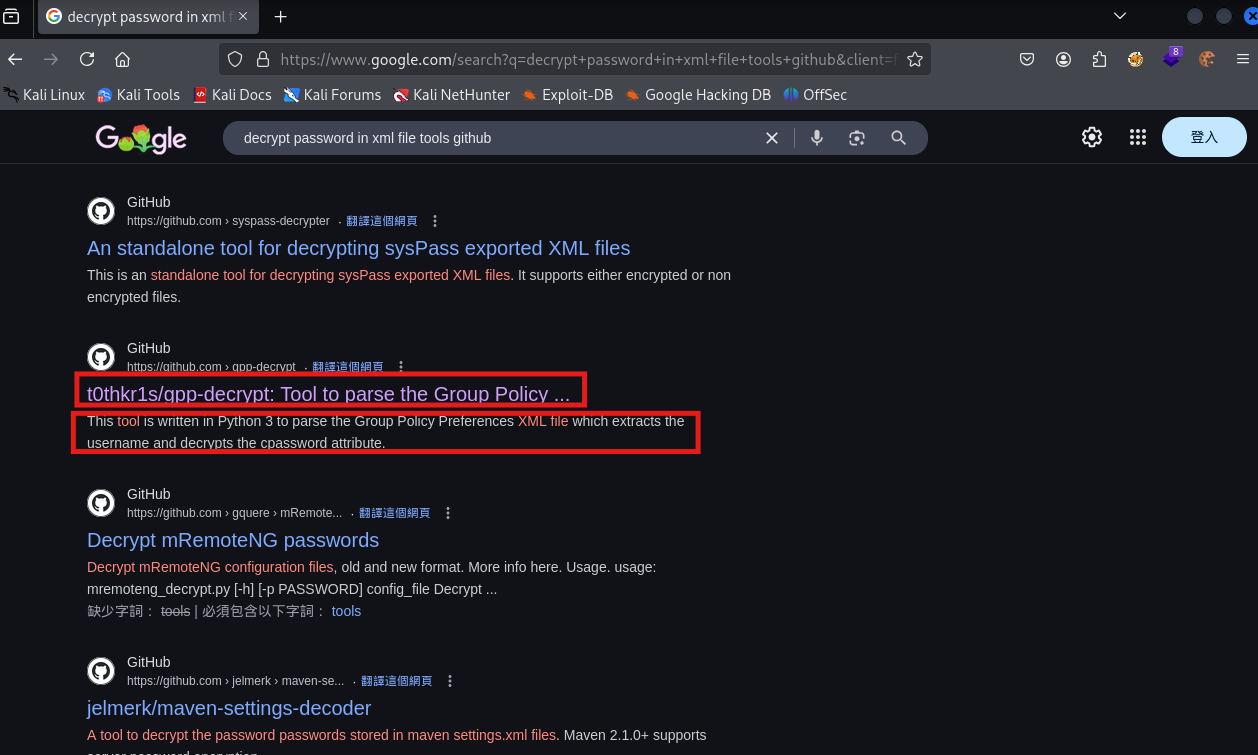 decrypt password in xml f
https://www.google.com/search?q=decrypt+password+in+xml+file+tools+github&client=f
8
Kali Linux Kali Tools Kali Docs Kali Forums Kali NetHunter Exploit-DB Google Hacking DB OffSec
Google decrypt password in xml file tools github 登入
GitHub
https://github.com › syspass-decrypter · 翻譯這個網頁
An standalone tool for decrypting sysPass exported XML files
This is an standalone tool for decrypting sysPass exported XML files. It supports either encrypted or non
encrypted files.
GitHub
https://github.com › gpp-decrypt · 翻譯這個網頁
t0thkr1s/gpp-decrypt: Tool to parse the Group Policy ...
This tool is written in Python 3 to parse the Group Policy Preferences XML file which extracts the
username and decrypts the cpassword attribute.
GitHub
https://github.com › gquere › mRemote... · 翻譯這個網頁
Decrypt mRemoteNG passwords
Decrypt mRemoteNG configuration files, old and new format. More info here. Usage. usage:
mremoteng_decrypt.py [-h] [-p PASSWORD] config_file Decrypt ...
缺少字詞： tools | 必須包含以下字詞： tools
GitHub
https://github.com › jelmerk › maven-se... · 翻譯這個網頁
jelmerk/maven-settings-decoder
A tool to decrypt the password passwords stored in maven settings.xml files. Maven 2.1.0+ supports
server password encryption